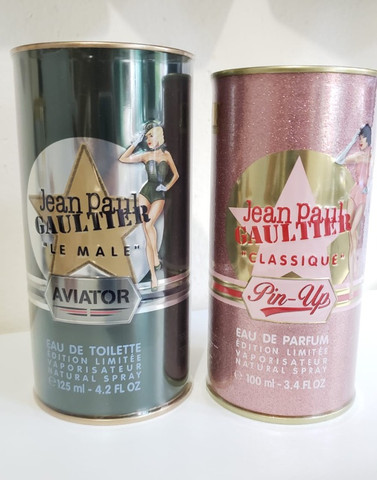 Jean Paul
GAULTIER
"LE MALE"
AVIATOR
EAU DE TOILETTE
ÉDITION LIMITÉE
VAPORISATEUR
NATURAL SPRAY
e 125 ml - 4.2 FL OZ
Jean Paul
GAULTIER
"CLASSIQUE"
Pin-Up
EAU DE PARFUM
ÉDITION LIMITÉE
VAPORISATEUR
NATURAL SPRAY
e 100 ml - 3.4 FL OZ